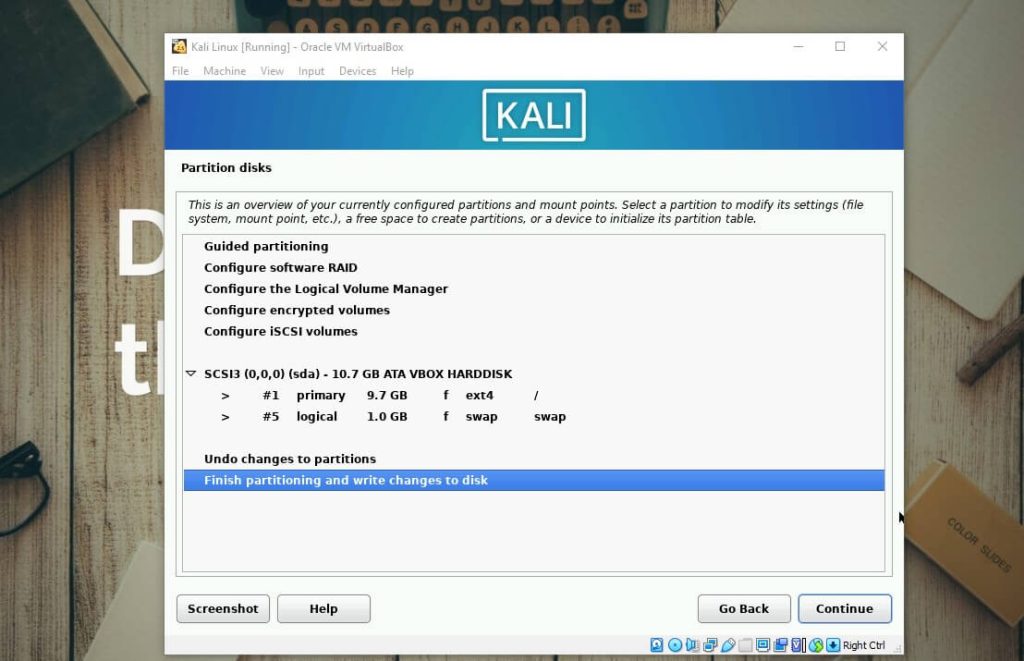 Kali Linux [Running] - Oracle VM VirtualBox
File Machine View Input Devices Help
KALI
Partition disks
This is an overview of your currently configured partitions and mount points. Select a partition to modify its settings (file
system, mount point, etc.), a free space to create partitions, or a device to initialize its partition table.
Guided partitioning
Configure software RAID
Configure the Logical Volume Manager
Configure encrypted volumes
Configure iSCSI volumes
SCSI3 (0,0,0) (sda) - 10.7 GB ATA VBOX HARDDISK
> #1 primary 9.7 GB f ext4 /
> #5 logical 1.0 GB f swap swap
Undo changes to partitions
Finish partitioning and write changes to disk
Screenshot Help Go Back Continue
Right Ctrl
COLOR SLIDES